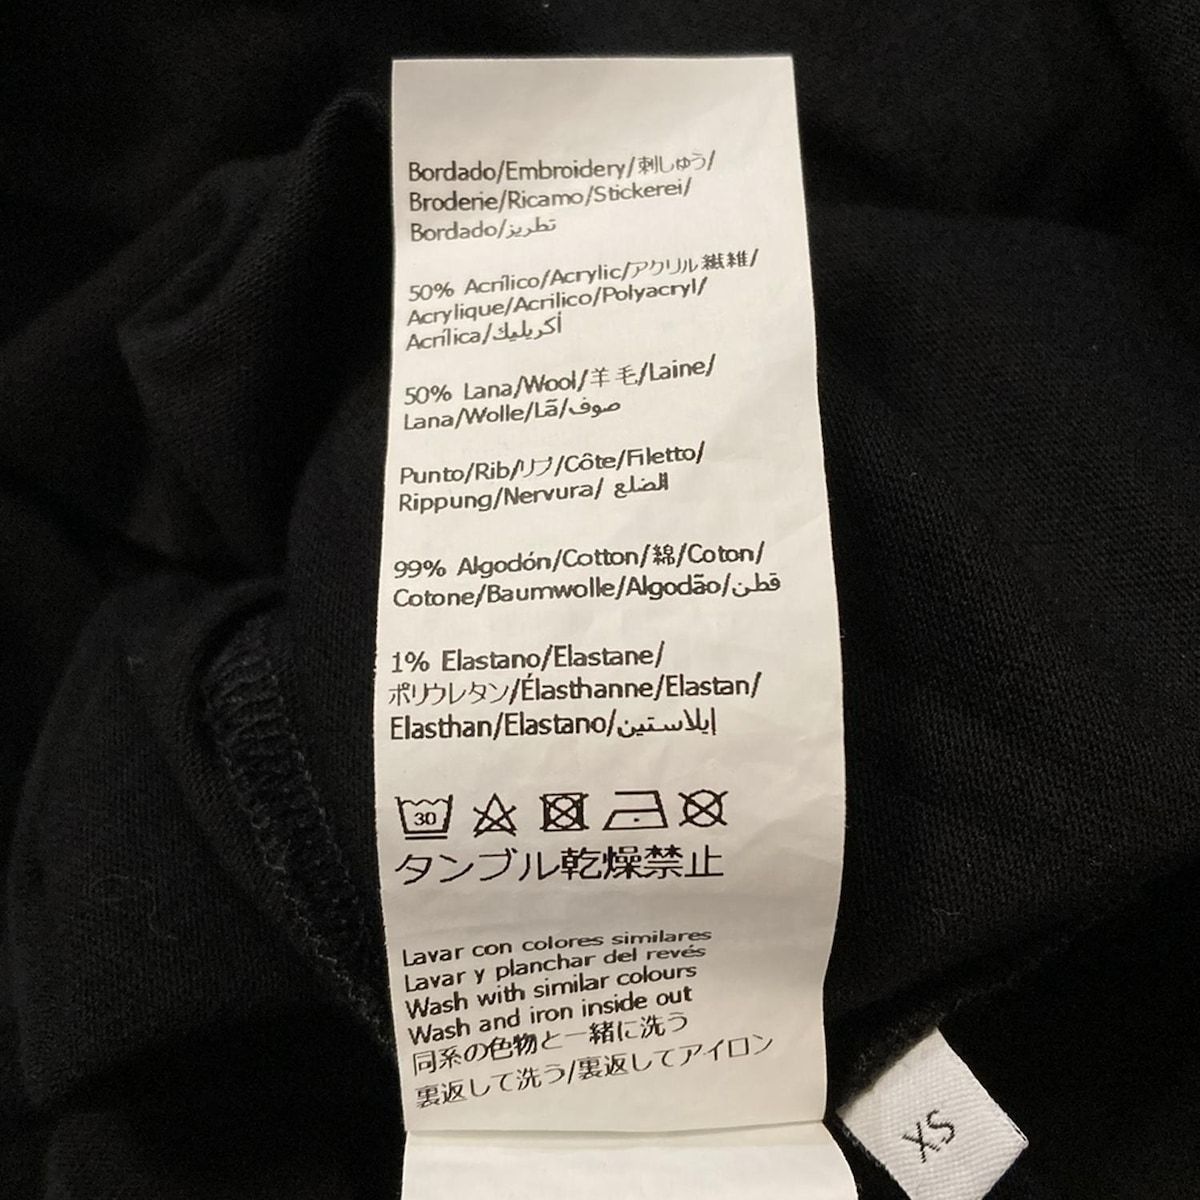 Bordado/Embroidery/刺しゅう/
Broderie/Ricamo/Stickerei/
Bordado/تطريز
50% Acrílico/Acrylic/アクリル繊維/
Acrylique/Acrilico/Polyacryl/
Acrílica/أكريليك
50% Lana/Wool/羊毛/Laine/
Lana/Wolle/Lã/صوف
Punto/Rib/リブ/Côte/Filetto/
Rippung/Nervura/ الضلع
99% Algodón/Cotton/綿/Coton/
Cotone/Baumwolle/Algodão/قطن
1% Elastano/Elastane/
ポリウレタン/Élasthanne/Elastan/
Elasthan/Elastano/إيلاستين
30
タンブル乾燥禁止
Lavar con colores similares
Lavar y planchar del revés
Wash with similar colours
Wash and iron inside out
同系の色物と一緒に洗う
裏返して洗う/裏返してアイロン
XS